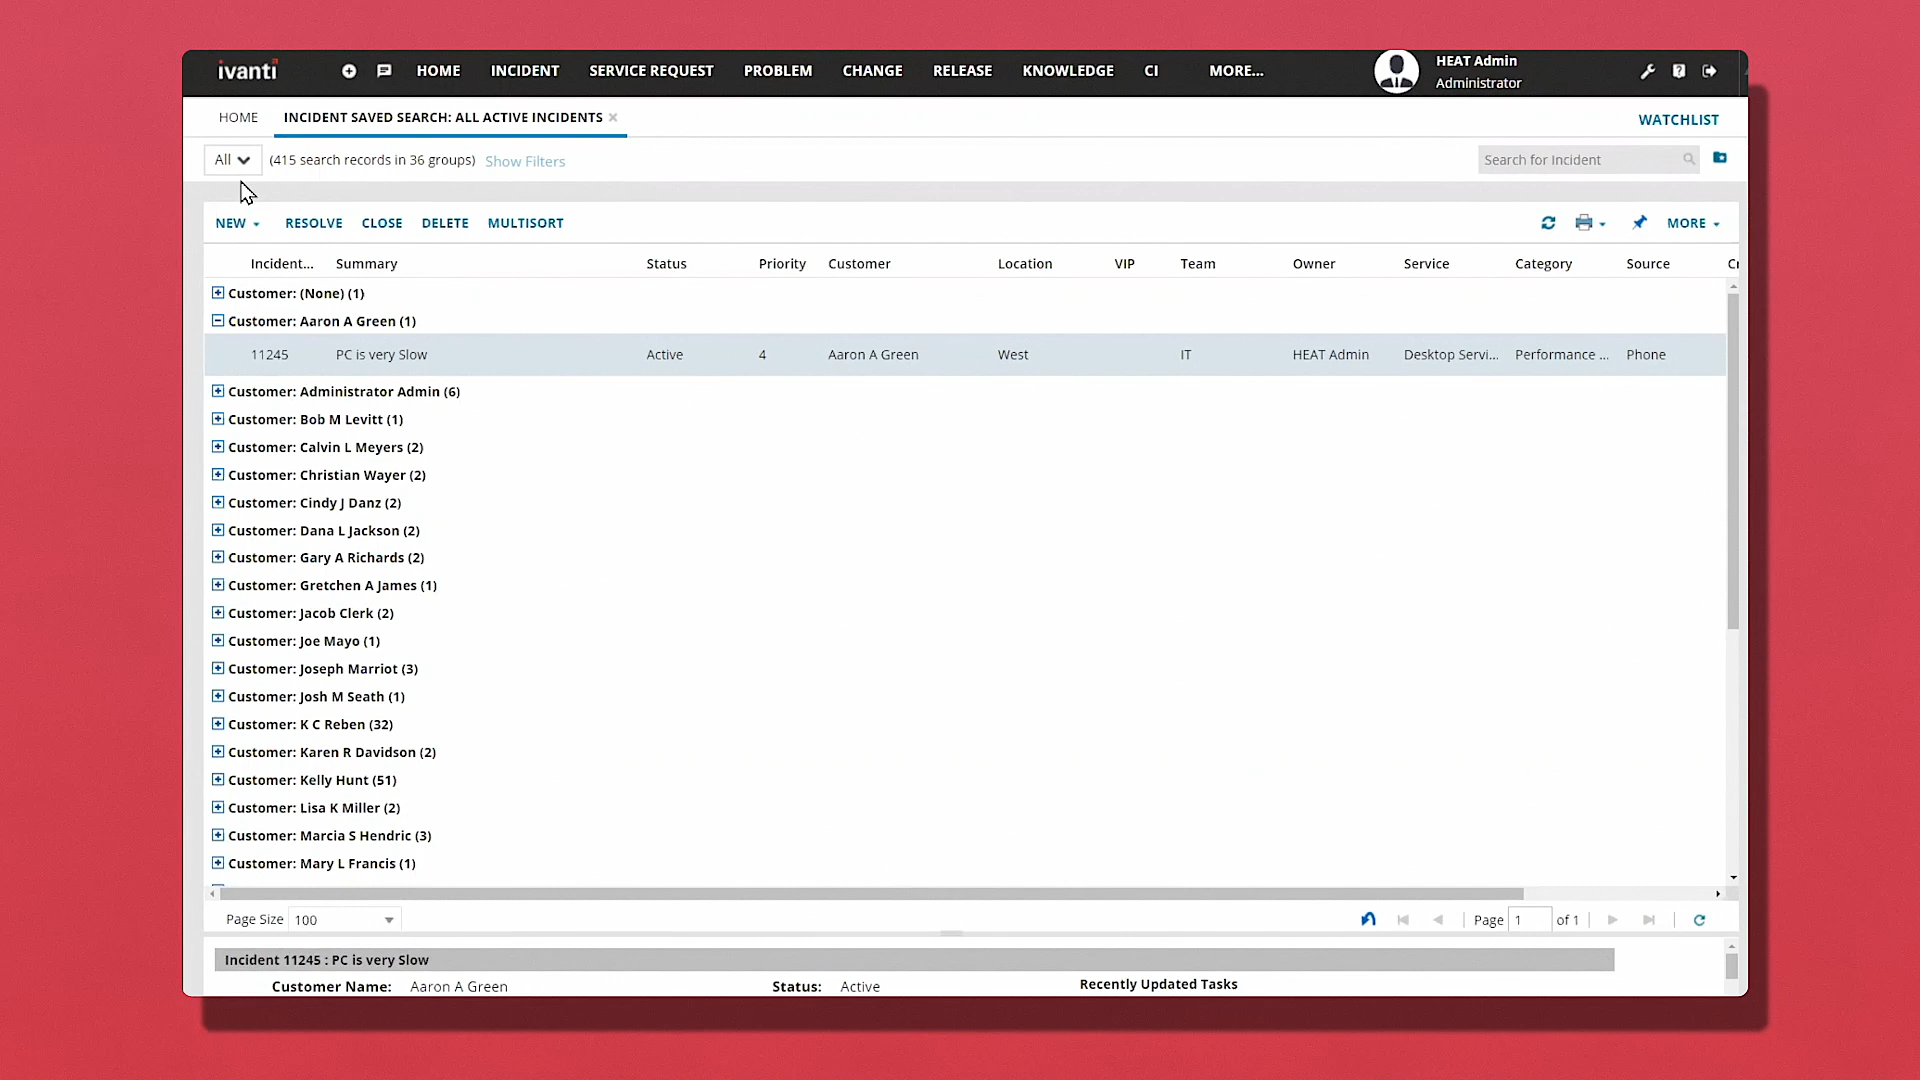 ivanti HOME INCIDENT SERVICE REQUEST PROBLEM CHANGE RELEASE KNOWLEDGE CI MORE... HEAT Admin
Administrator
HOME INCIDENT SAVED SEARCH: ALL ACTIVE INCIDENTS WATCHLIST
All (415 search records in 36 groups) Show Filters Search for Incident
NEW RESOLVE CLOSE DELETE MULTISORT MORE
Incident... Summary Status Priority Customer Location VIP Team Owner Service Category Source Cr
Customer: (None) (1)
Customer: Aaron A Green (1)
11245 PC is very Slow Active 4 Aaron A Green West IT HEAT Admin Desktop Servi... Performance ... Phone
Customer: Administrator Admin (6)
Customer: Bob M Levitt (1)
Customer: Calvin L Meyers (2)
Customer: Christian Wayer (2)
Customer: Cindy J Danz (2)
Customer: Dana L Jackson (2)
Customer: Gary A Richards (2)
Customer: Gretchen A James (1)
Customer: Jacob Clerk (2)
Customer: Joe Mayo (1)
Customer: Joseph Marriot (3)
Customer: Josh M Seath (1)
Customer: K C Reben (32)
Customer: Karen R Davidson (2)
Customer: Kelly Hunt (51)
Customer: Lisa K Miller (2)
Customer: Marcia S Hendric (3)
Customer: Mary L Francis (1)
Page Size 100 Page 1 of 1
Incident 11245 : PC is very Slow
Customer Name: Aaron A Green Status: Active Recently Updated Tasks